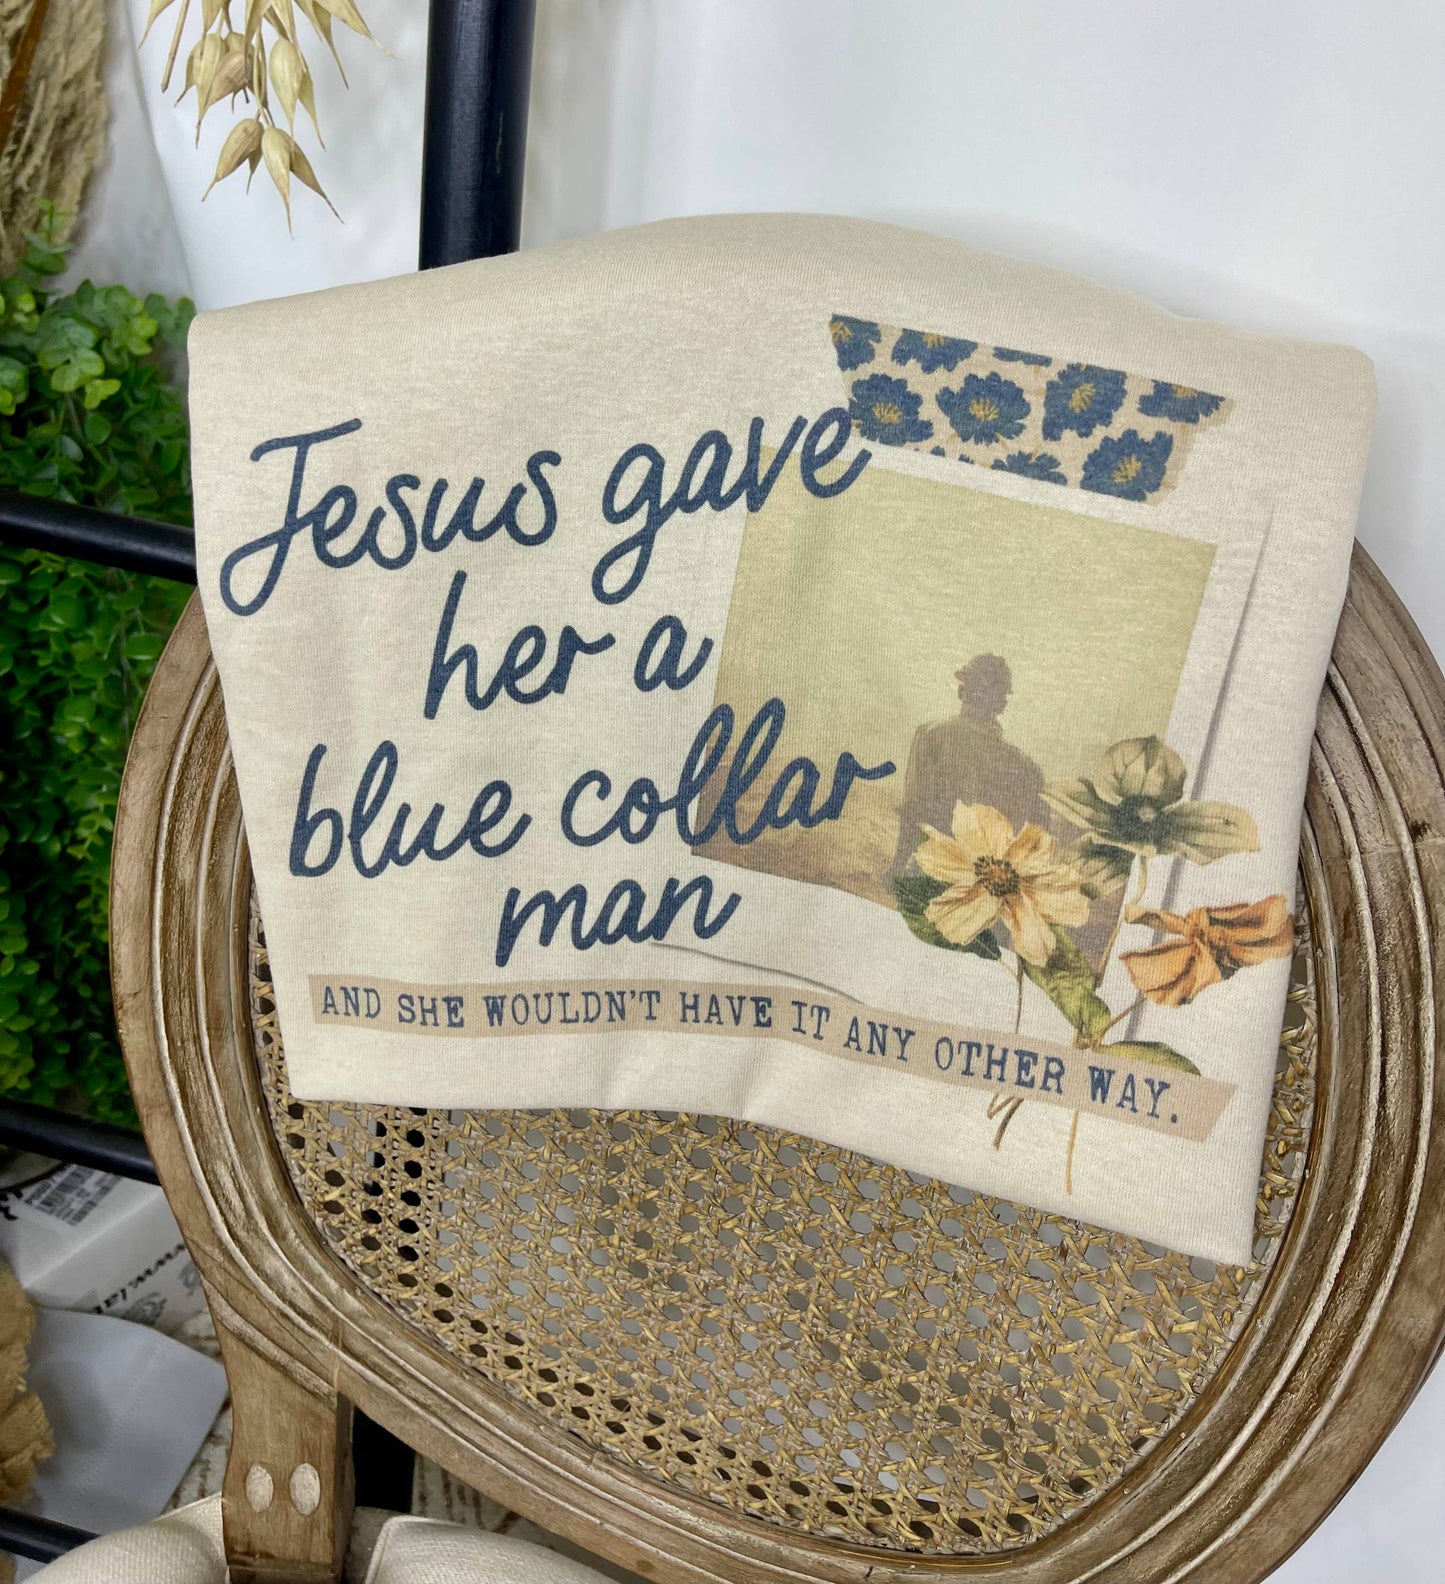 Jesus gave
her a
blue collar
man
AND SHE WOULDN'T HAVE IT ANY OTHER WAY.